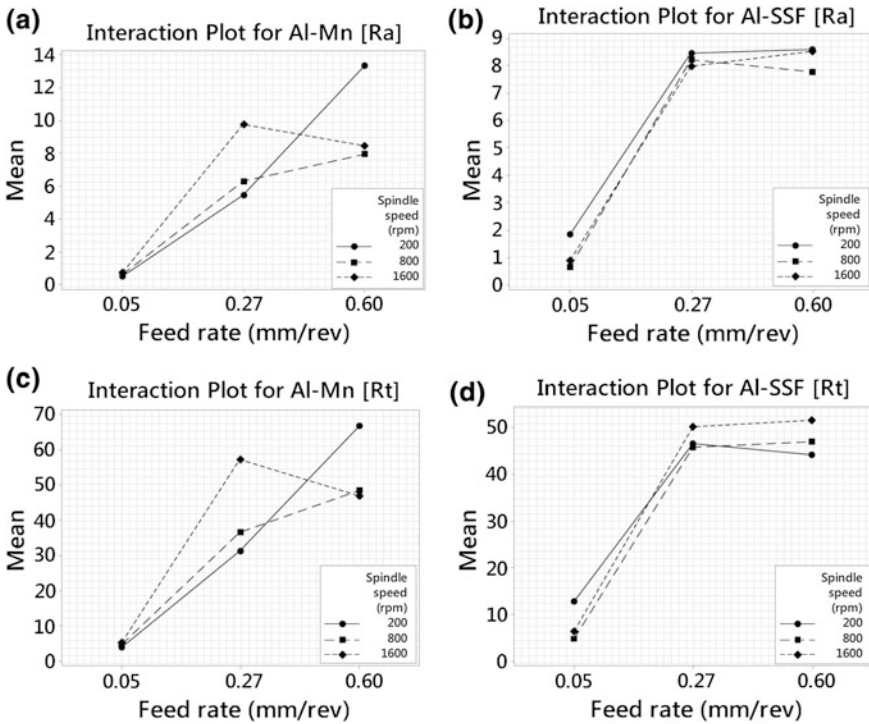 (a)
Interaction Plot for Al-Mn [Ra]
14
12
10
8
6
4
2
0
Mean
0.05 0.27 0.60
Feed rate (mm/rev)
Spindle
speed
(rpm)
200
800
1600
(b)
Interaction Plot for Al-SSF [Ra]
9
8
7
6
5
4
3
2
1
0
Mean
0.05 0.27 0.60
Feed rate (mm/rev)
Spindle
speed
(rpm)
200
800
1600
(c)
Interaction Plot for Al-Mn [Rt]
70
60
50
40
30
20
10
0
Mean
0.05 0.27 0.60
Feed rate (mm/rev)
Spindle
speed
(rpm)
200
800
1600
(d)
Interaction Plot for Al-SSF [Rt]
50
40
30
20
10
0
Mean
0.05 0.27 0.60
Feed rate (mm/rev)
Spindle
speed
(rpm)
200
800
1600